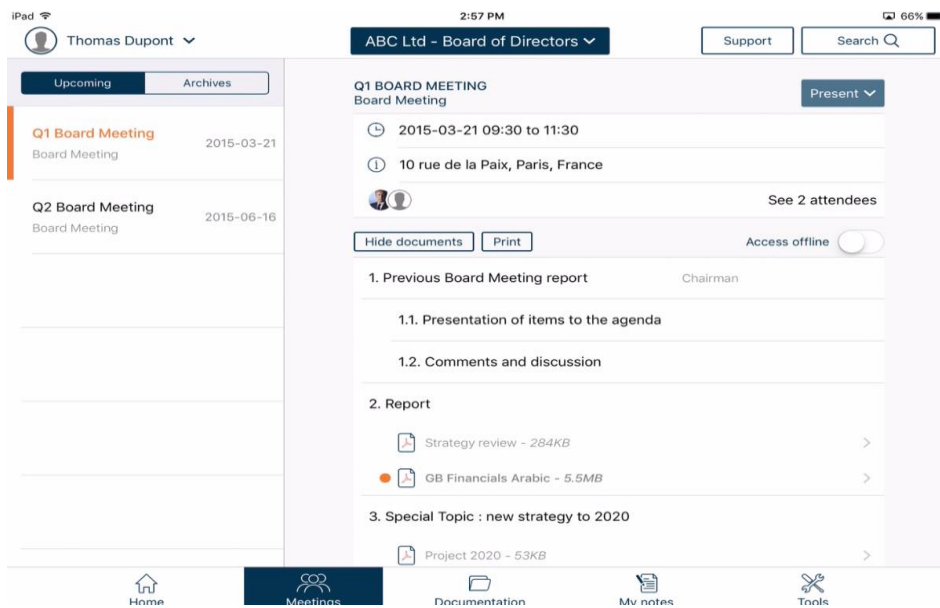 iPad 2:57 PM 66%
Thomas Dupont ABC Ltd - Board of Directors Support Search
Upcoming Archives
Q1 Board Meeting 2015-03-21
Board Meeting
Q2 Board Meeting 2015-06-16
Board Meeting
Q1 BOARD MEETING
Board Meeting
Present
2015-03-21 09:30 to 11:30
10 rue de la Paix, Paris, France
See 2 attendees
Hide documents Print Access offline
1. Previous Board Meeting report Chairman
1.1. Presentation of items to the agenda
1.2. Comments and discussion
2. Report
Strategy review - 284KB
GB Financials Arabic - 5.5MB
3. Special Topic : new strategy to 2020
Project 2020 - 53KB
Home Meetings Documentation My notes Tools